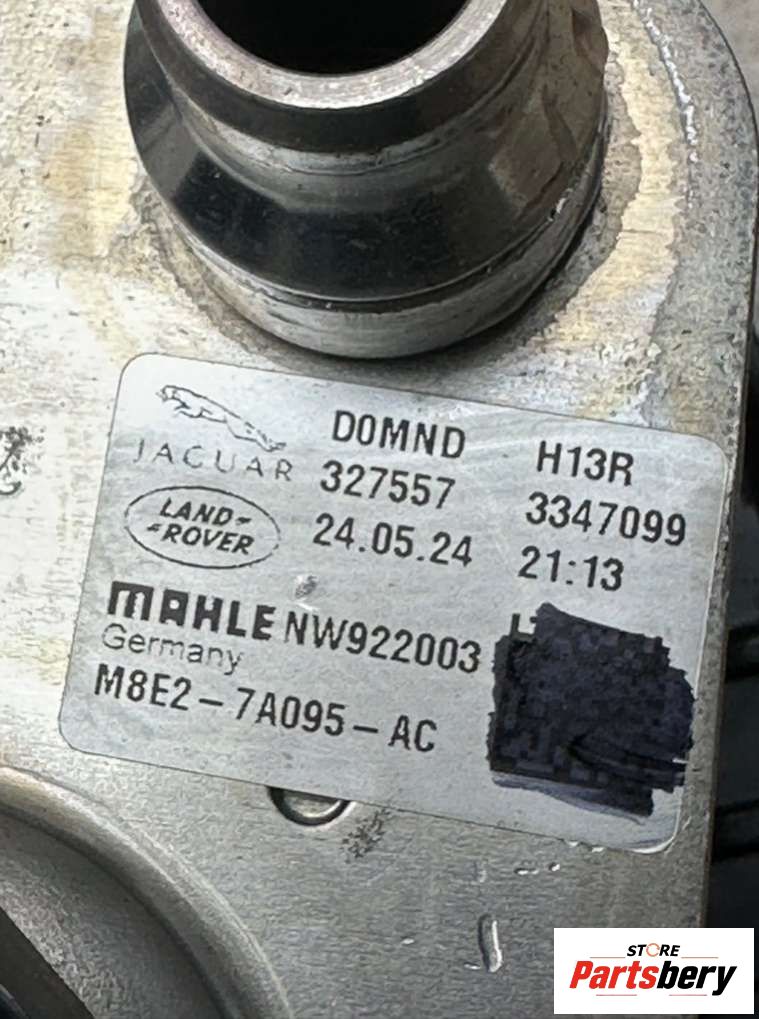 JAGUAR
LAND-
-ROVER
D0MND H13R
327557 3347099
24.05.24 21:13
MAHLE NW922003
Germany
M8E2-7A095-AC
STORE
Partsbery